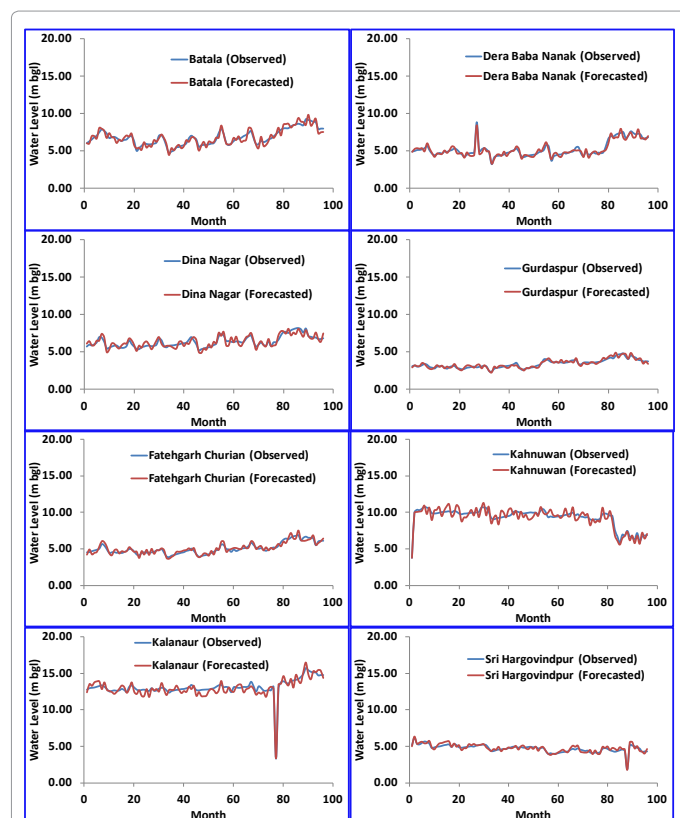 20.00
15.00
10.00
5.00
0.00
Water Level (m bgl)
Batala (Observed)
Batala (Forecasted)
0 20 40 60 80 100
Month
20.00
15.00
10.00
5.00
0.00
Water Level (m bgl)
Dera Baba Nanak (Observed)
Dera Baba Nanak (Forecasted)
0 20 40 60 80 100
Month
20.00
15.00
10.00
5.00
0.00
Water Level (m bgl)
Dina Nagar (Observed)
Dina Nagar (Forecasted)
0 20 40 60 80 100
Month
20.00
15.00
10.00
5.00
0.00
Water Level (m bgl)
Gurdaspur (Observed)
Gurdaspur (Forecasted)
0 20 40 60 80 100
Month
20.00
15.00
10.00
5.00
0.00
Water Level (m bgl)
Fatehgarh Churian (Observed)
Fatehgarh Churian (Forecasted)
0 20 40 60 80 100
Month
20.00
15.00
10.00
5.00
0.00
Water Level (m bgl)
Kahnuwan (Observed)
Kahnuwan (Forecasted)
0 20 40 60 80 100
Month
20.00
15.00
10.00
5.00
0.00
Water Level (m bgl)
Kalanaur (Observed)
Kalanaur (Forecasted)
0 20 40 60 80 100
Month
20.00
15.00
10.00
5.00
0.00
Water Level (m bgl)
Sri Hargovindpur (Observed)
Sri Hargovindpur (Forecasted)
0 20 40 60 80 100
Month